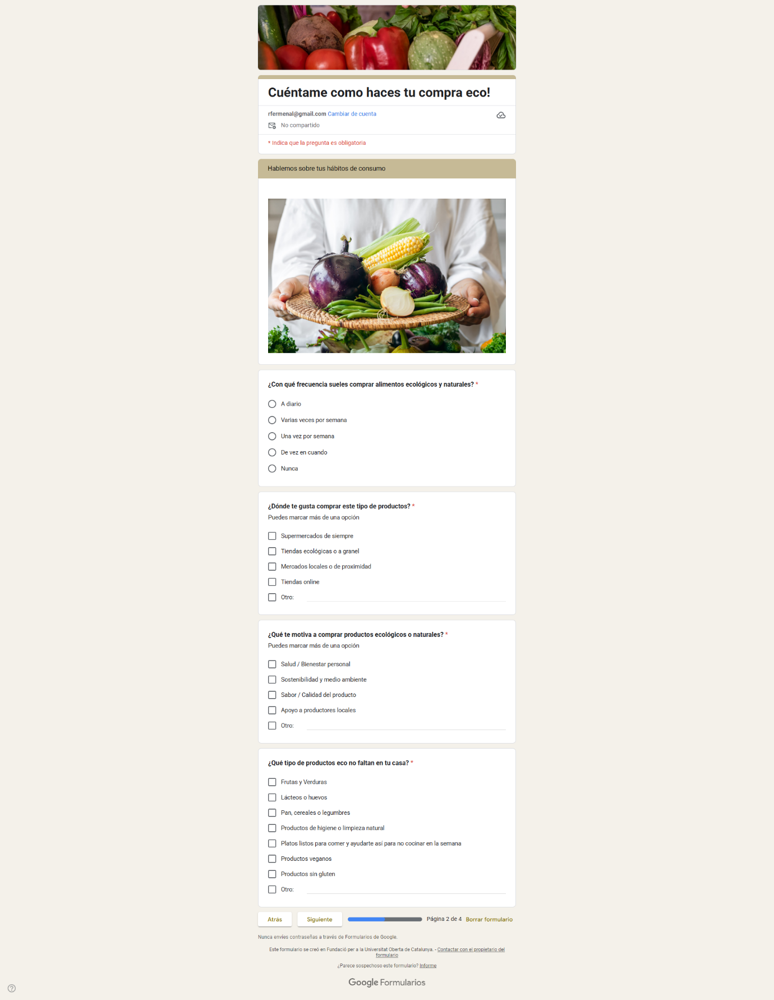 Cuéntame como haces tu compra eco!
rfermenal@gmail.com Cambiar de cuenta
No compartido
* Indica que la pregunta es obligatoria
Hablemos sobre tus hábitos de consumo
¿Con qué frecuencia sueles comprar alimentos ecológicos y naturales? *
A diario
Varias veces por semana
Una vez por semana
De vez en cuando
Nunca
¿Dónde te gusta comprar este tipo de productos? *
Puedes marcar más de una opción
Supermercados de siempre
Tiendas ecológicas o a granel
Mercados locales o de proximidad
Tiendas online
Otro:
¿Qué te motiva a comprar productos ecológicos o naturales? *
Puedes marcar más de una opción
Salud / Bienestar personal
Sostenibilidad y medio ambiente
Sabor / Calidad del producto
Apoyo a productores locales
Otro:
¿Qué tipo de productos eco no faltan en tu casa? *
Frutas y Verduras
Lácteos o huevos
Pan, cereales o legumbres
Productos de higiene o limpieza natural
Platos listos para comer y ayudarte así para no cocinar en la semana
Productos veganos
Productos sin gluten
Otro:
Atrás Siguiente Página 2 de 4 Borrar formulario
Nunca envíes contraseñas a través de Formularios de Google.
Este formulario se creó en Fundació per a la Universitat Oberta de Catalunya. - Contactar con el propietario del
formulario
¿Parece sospechoso este formulario? Informe
Google Formularios